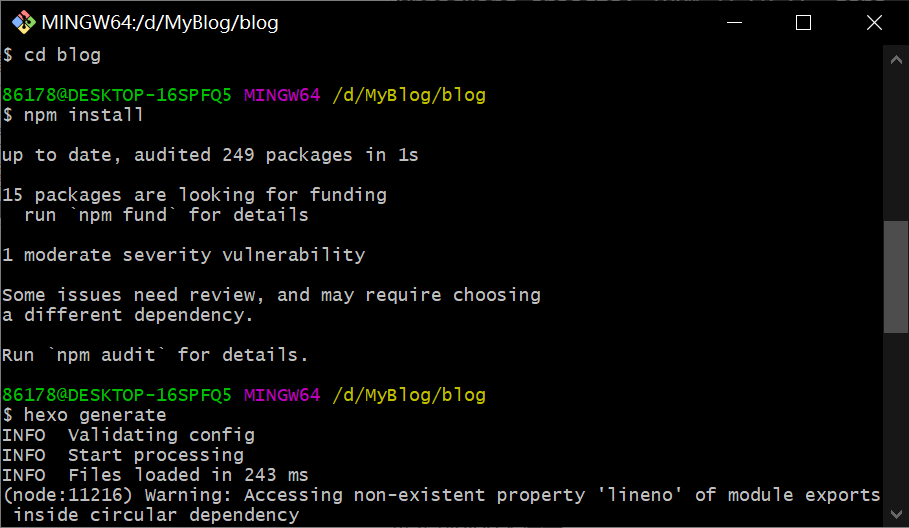 MINGW64:/d/MyBlog/blog
$ cd blog
86178@DESKTOP-16SPFQ5 MINGW64 /d/MyBlog/blog
$ npm install
up to date, audited 249 packages in 1s
15 packages are looking for funding
  run `npm fund` for details
1 moderate severity vulnerability
Some issues need review, and may require choosing
a different dependency.
Run `npm audit` for details.
86178@DESKTOP-16SPFQ5 MINGW64 /d/MyBlog/blog
$ hexo generate
INFO  Validating config
INFO  Start processing
INFO  Files loaded in 243 ms
(node:11216) Warning: Accessing non-existent property 'lineno' of module exports
 inside circular dependency